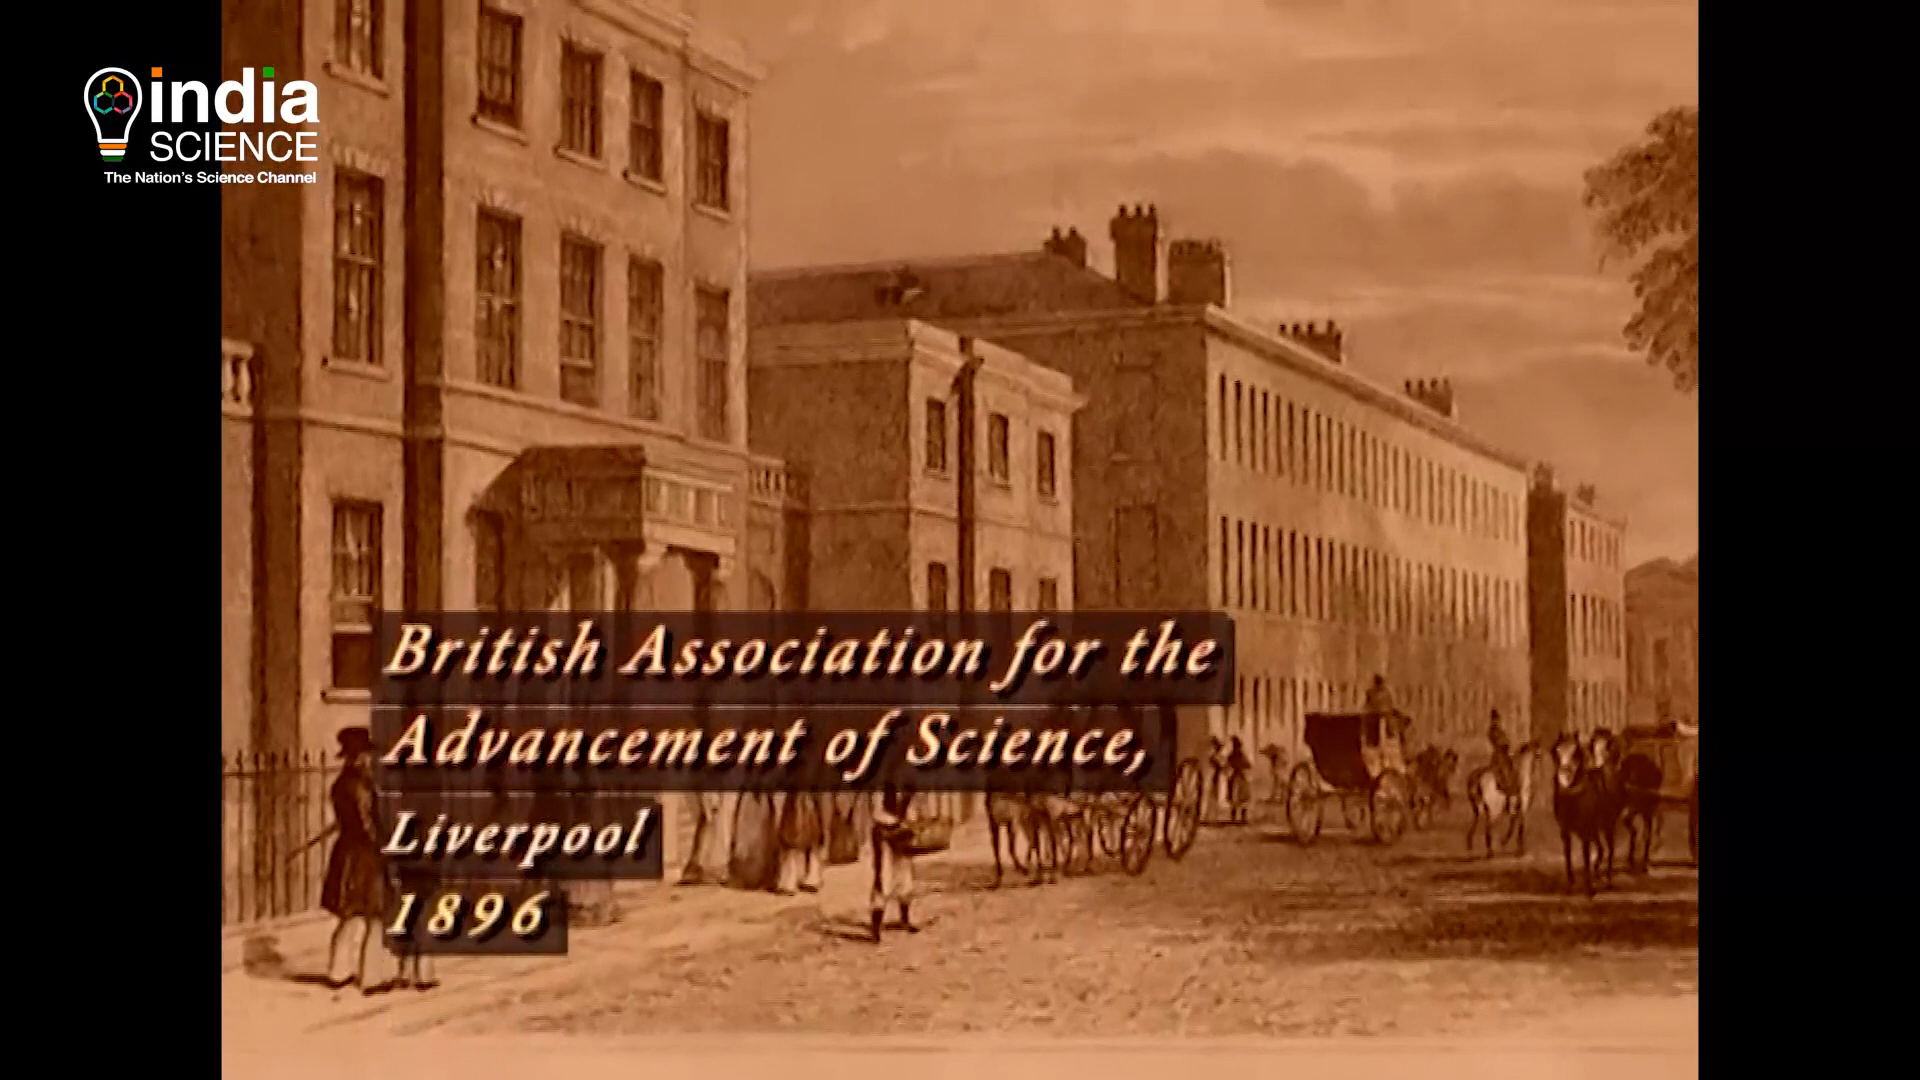 india
SCIENCE
The Nation's Science Channel
British Association for the
Advancement of Science,
Liverpool
1896